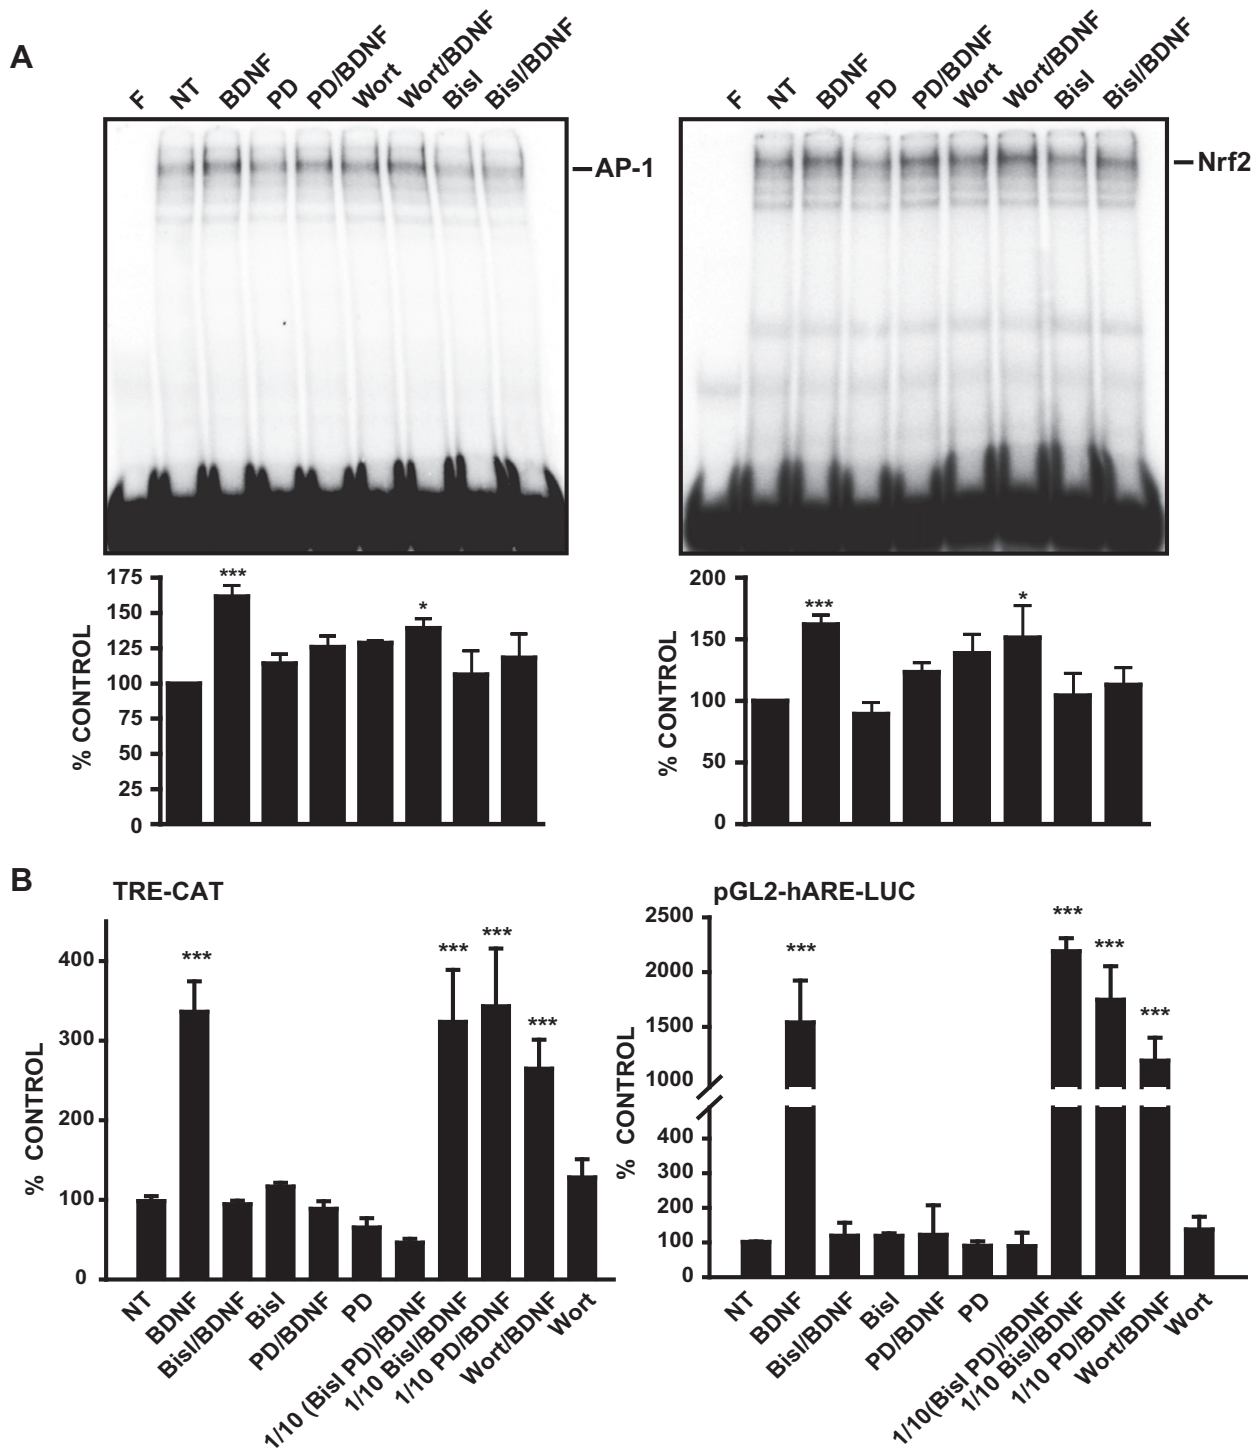 A
F NT BDNF PD PD/BDNF Wort Wort/BDNF BisI BisI/BDNF
AP-1
F NT BDNF PD PD/BDNF Wort Wort/BDNF BisI BisI/BDNF
Nrf2
% CONTROL
175
150
125
100
75
50
25
0
***
*
% CONTROL
200
150
100
50
0
***
*
B
TRE-CAT
% CONTROL
400
300
200
100
0
***
***
***
***
NT BDNF BisI/BDNF BisI PD/BDNF PD 1/10 (BisI PD)/BDNF 1/10 BisI/BDNF 1/10 PD/BDNF Wort/BDNF Wort
pGL2-hARE-LUC
% CONTROL
2500
2000
1500
1000
400
300
200
100
0
***
***
***
***
NT BDNF BisI/BDNF BisI PD/BDNF PD 1/10(BisI PD)/BDNF 1/10 BisI/BDNF 1/10 PD/BDNF Wort/BDNF Wort